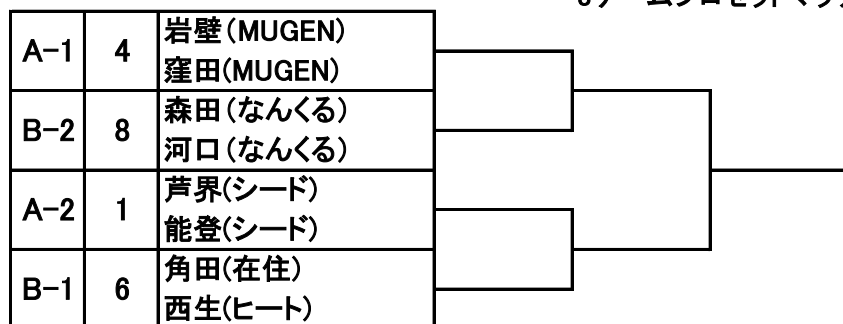 A-1 4 岩壁(MUGEN)
窪田(MUGEN)
B-2 8 森田(なんくる)
河口(なんくる)
A-2 1 芦界(シード)
能登(シード)
B-1 6 角田(在住)
西生(ヒート)